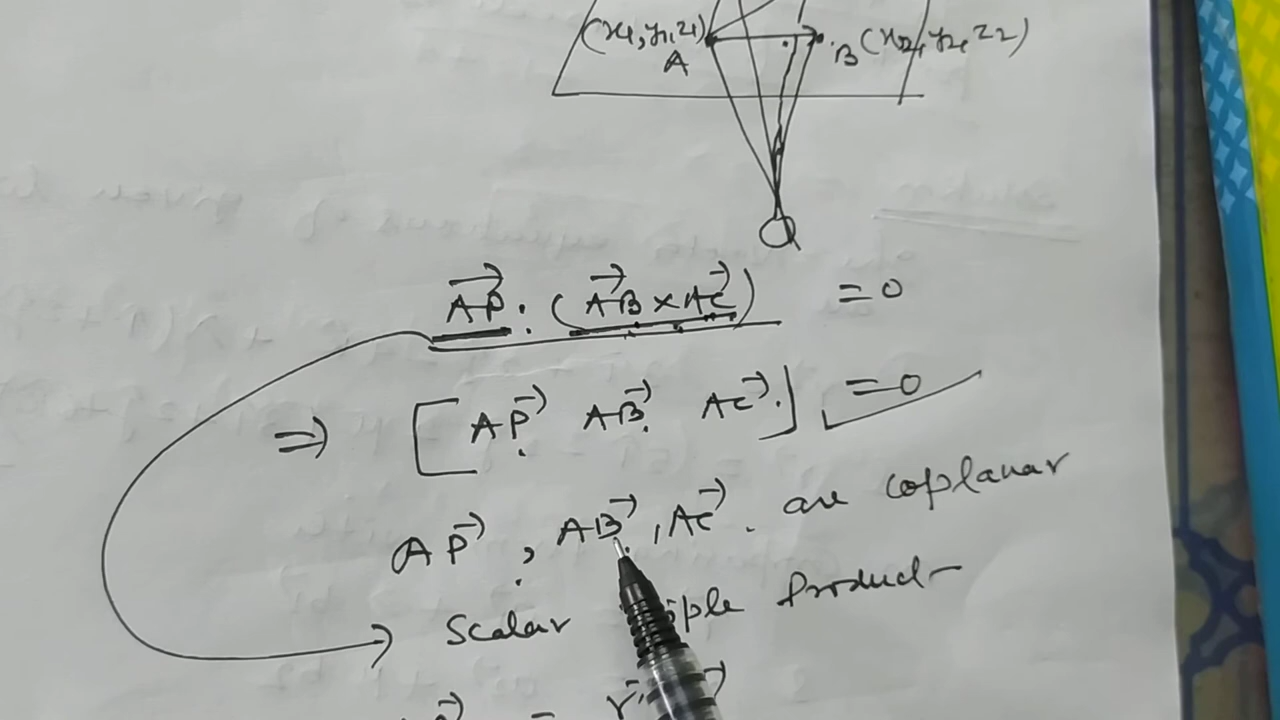 (x1, y1, z1)
A
B (x2, y2, z2)
O
AP⃗ . (AB⃗ × AC⃗) = 0
⇒ [AP⃗ AB⃗ AC⃗] = 0
AP⃗, AB⃗, AC⃗ are coplanar
→ Scalar Product